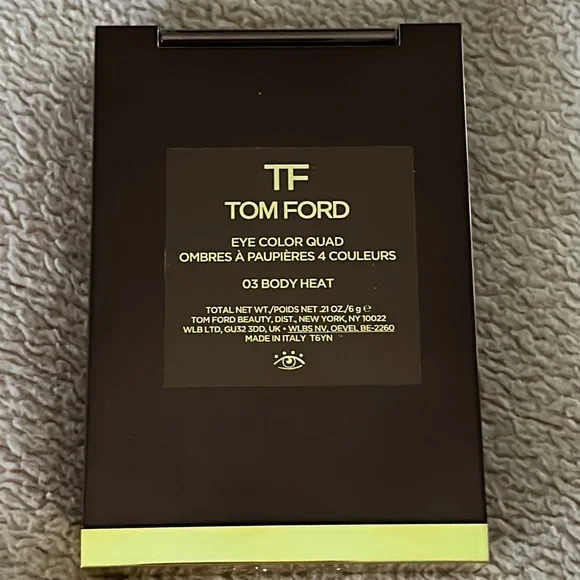 TF
TOM FORD
EYE COLOR QUAD
OMBRES À PAUPIÈRES 4 COULEURS
03 BODY HEAT
TOTAL NET WT./POIDS NET .21 OZ./6 g ℮
TOM FORD BEAUTY, DIST., NEW YORK, NY 10022
WLB LTD, GU32 3DD, UK • WLBS NV, OEVEL BE-2260
MADE IN ITALY T6YN